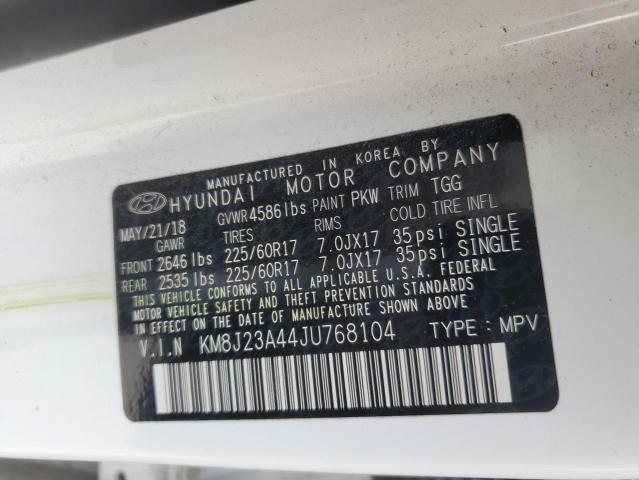 MANUFACTURED IN KOREA BY
HYUNDAI MOTOR COMPANY
MAY/21/18 GVWR4586lbs PAINT PKW TRIM TGG
GAWR TIRES RIMS COLD TIRE INFL
FRONT 2646 lbs 225/60R17 7.0JX17 35psi SINGLE
REAR 2535 lbs 225/60R17 7.0JX17 35psi SINGLE
THIS VEHICLE CONFORMS TO ALL APPLICABLE U.S.A. FEDERAL
MOTOR VEHICLE SAFETY AND THEFT PREVENTION STANDARDS
IN EFFECT ON THE DATE OF MANUFACTURE SHOWN ABOVE.
V.I.N KM8J23A44JU768104 TYPE: MPV